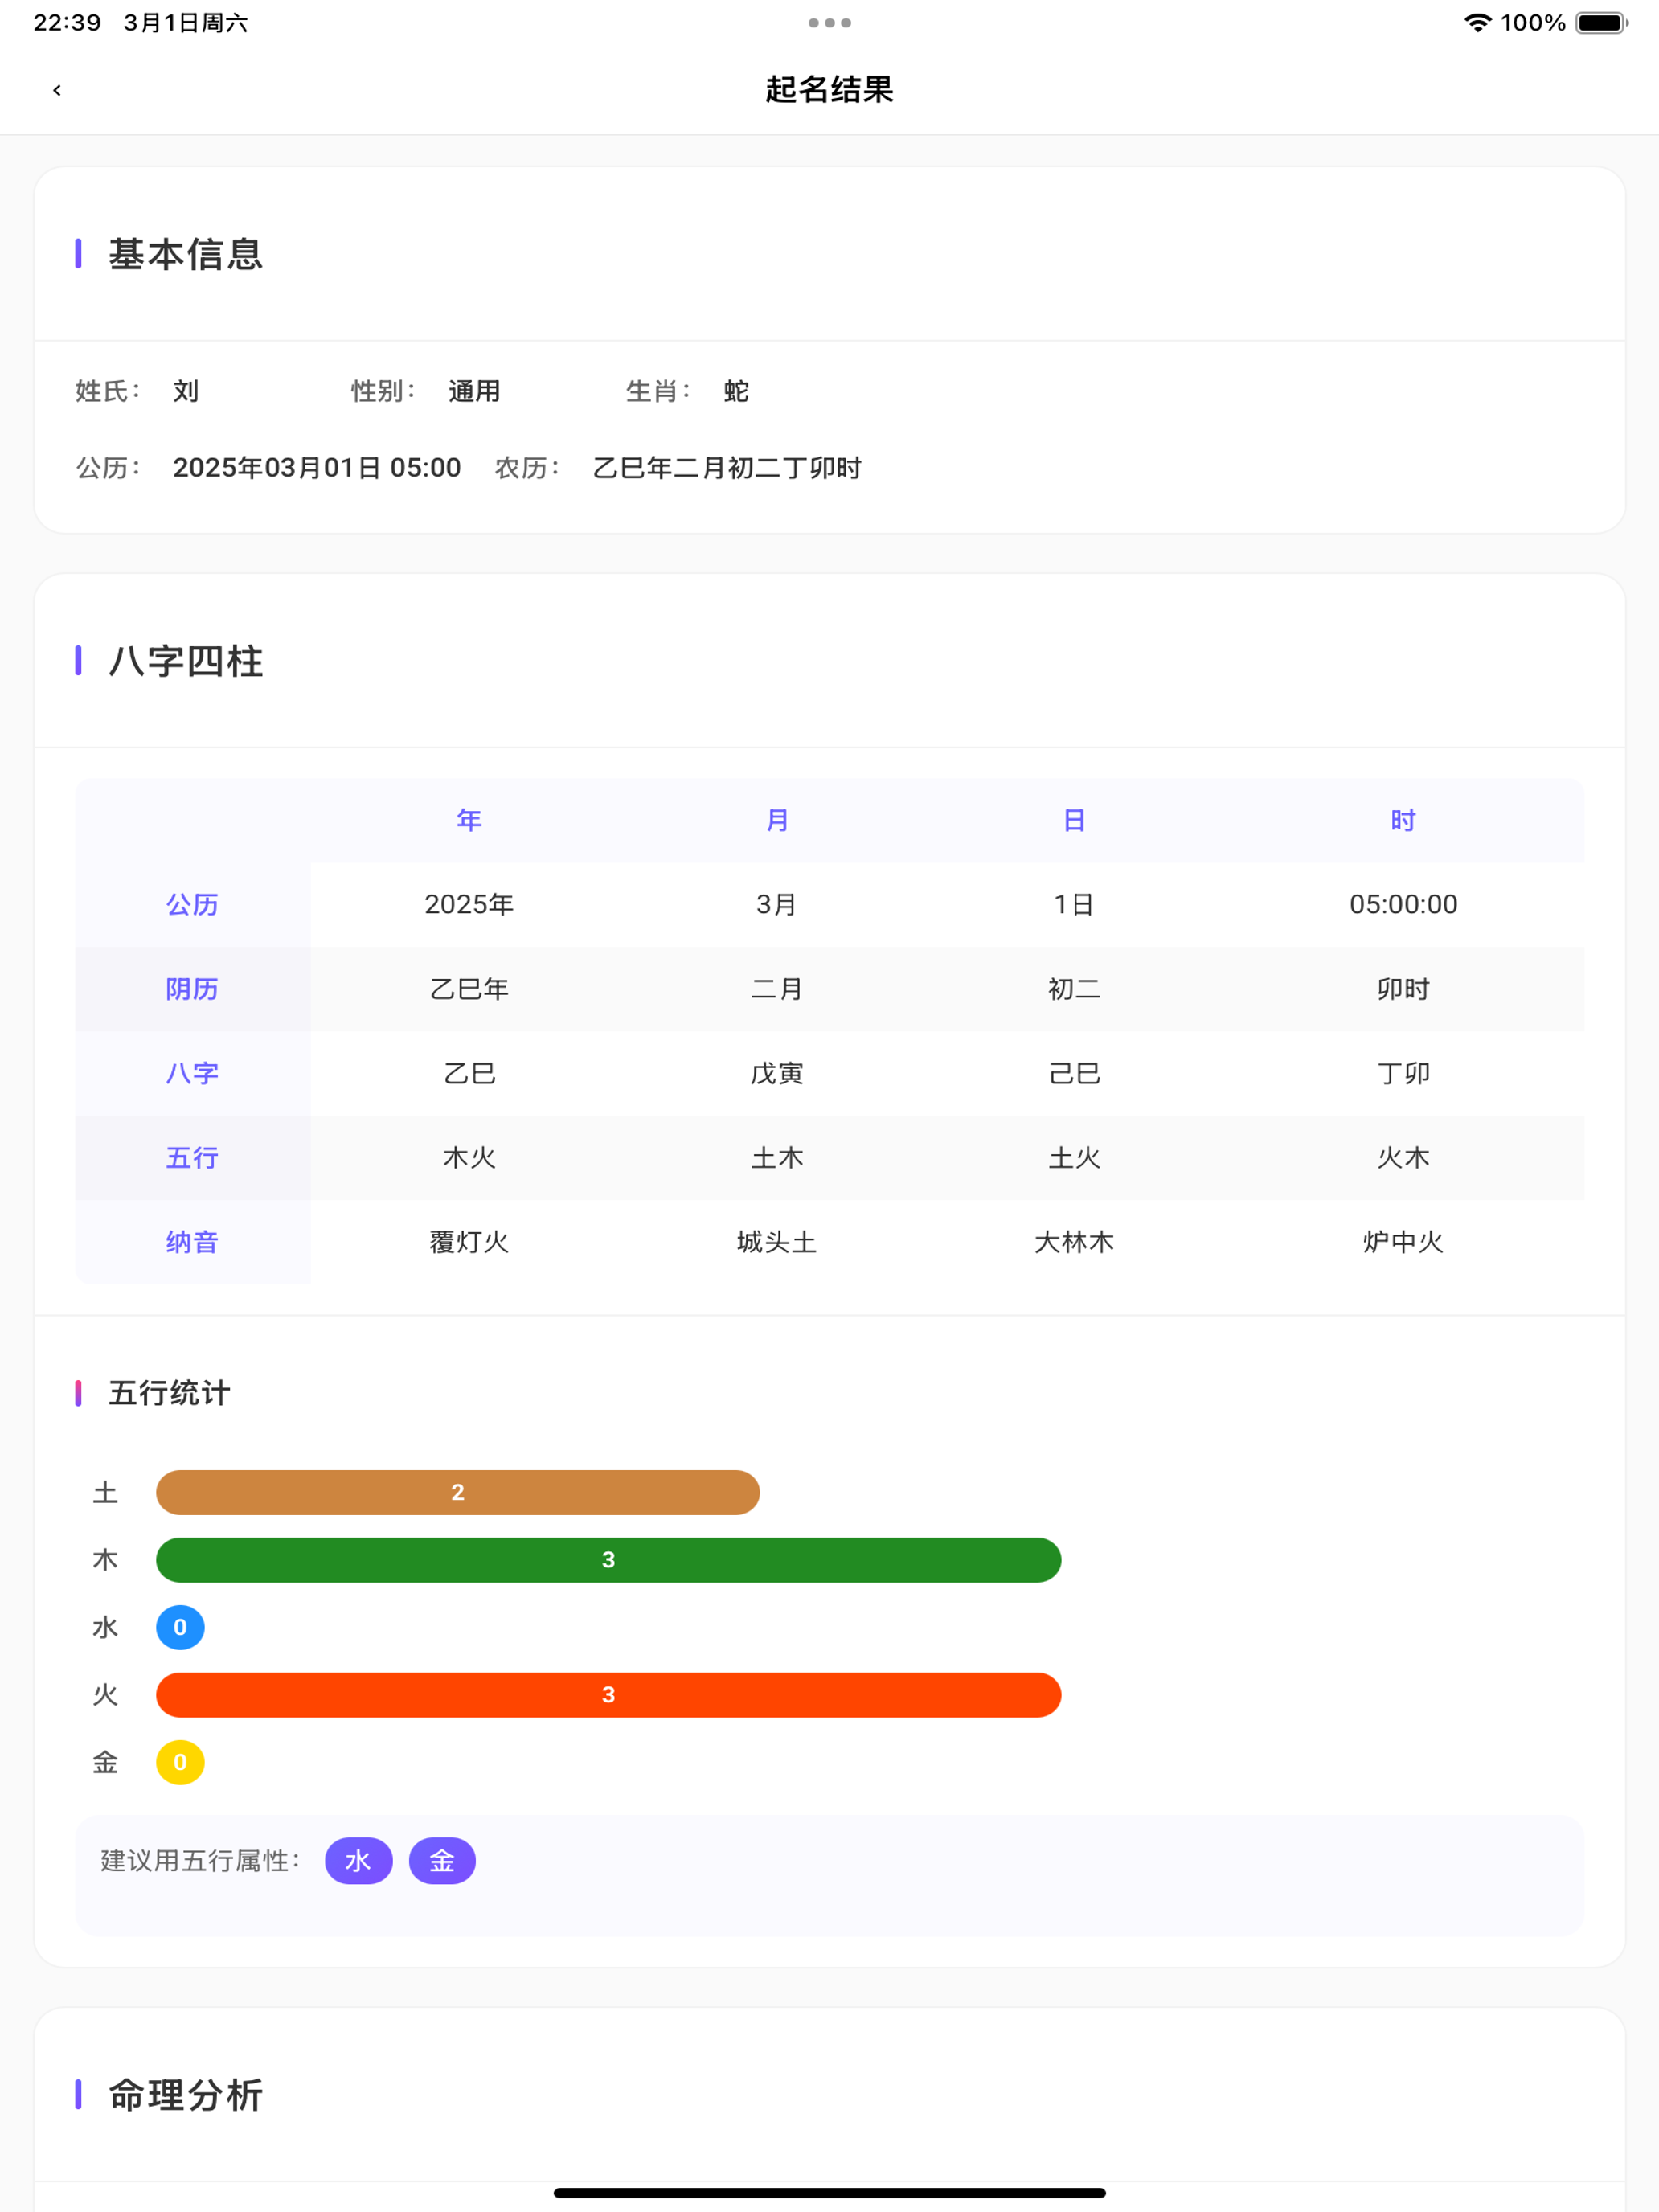 22:39 3月1日周六
100%
起名结果
基本信息
姓氏： 刘 性别： 通用 生肖： 蛇
公历： 2025年03月01日 05:00 农历： 乙巳年二月初二丁卯时
八字四柱
年 月 日 时
公历 2025年 3月 1日 05:00:00
阴历 乙巳年 二月 初二 卯时
八字 乙巳 戊寅 己巳 丁卯
五行 木火 土木 土火 火木
纳音 覆灯火 城头土 大林木 炉中火
五行统计
土 2
木 3
水 0
火 3
金 0
建议用五行属性： 水 金
命理分析